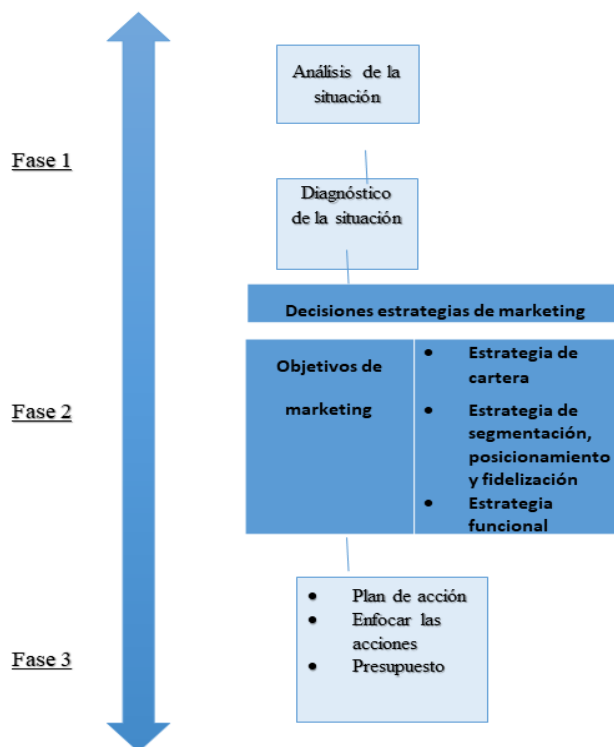 Análisis de la
situación
Fase 1
Diagnóstico
de la situación
Decisiones estrategias de marketing
Objetivos de
marketing
• Estrategia de
cartera
• Estrategia de
segmentación,
posicionamiento
y fidelización
• Estrategia
funcional
Fase 2
• Plan de acción
• Enfocar las
acciones
• Presupuesto
Fase 3